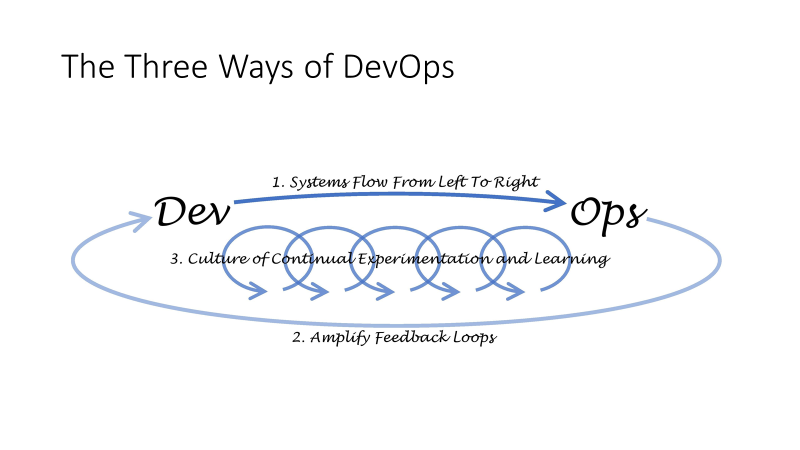 The Three Ways of DevOps
1. Systems Flow From Left To Right
Dev
Ops
3. Culture of Continual Experimentation and Learning
2. Amplify Feedback Loops